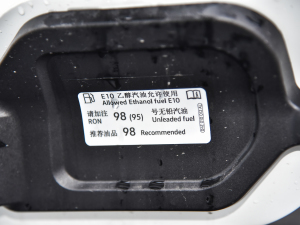 E10 乙醇汽油允许使用
Allowed Ethanol fuel E10
请加注 98 (95) 号无铅汽油
RON Unleaded fuel
推荐油品 98 Recommended